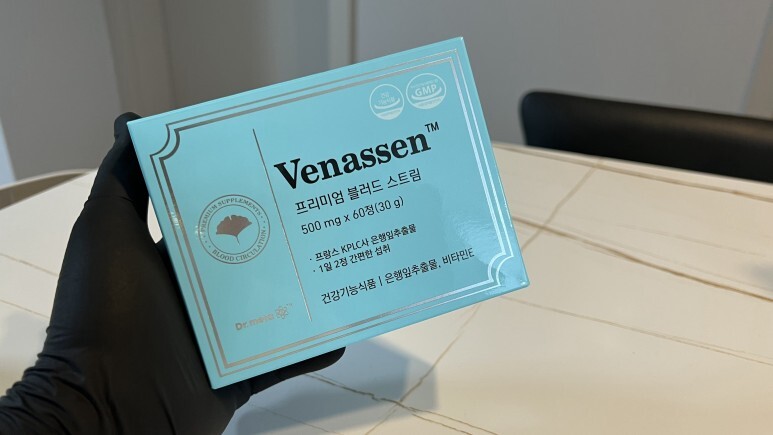 GMP
Venassen™
프리미엄 블러드 스트림
500 mg x 60정(30 g)
PREMIUM SUPPLEMENTS
BLOOD CIRCULATION
· 프랑스 KPLC사 은행잎추출물
· 1일 2정 간편한 섭취
건강기능식품 | 은행잎추출물, 비타민E